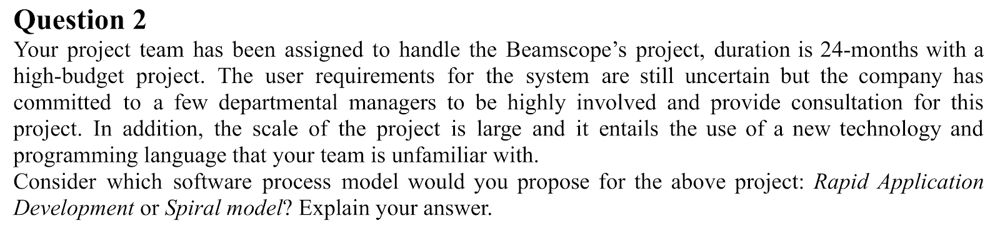 Question 2
Your project team has been assigned to handle the Beamscope’s project, duration is 24-months with a
high-budget project. The user requirements for the system are still uncertain but the company has
committed to a few departmental managers to be highly involved and provide consultation for this
project. In addition, the scale of the project is large and it entails the use of a new technology and
programming language that your team is unfamiliar with.
Consider which software process model would you propose for the above project: Rapid Application
Development or Spiral model? Explain your answer.